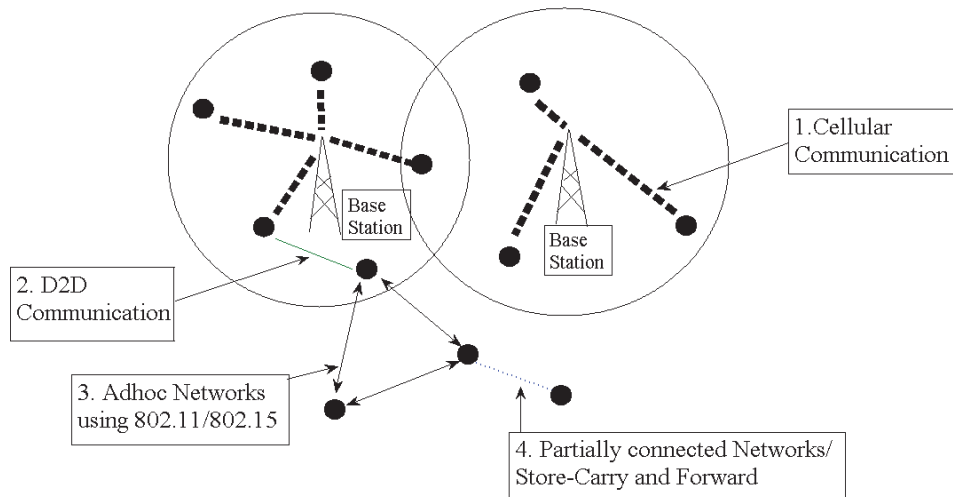 1.Cellular
Communication
Base
Station
Base
Station
2. D2D
Communication
3. Adhoc Networks
using 802.11/802.15
4. Partially connected Networks/
Store-Carry and Forward